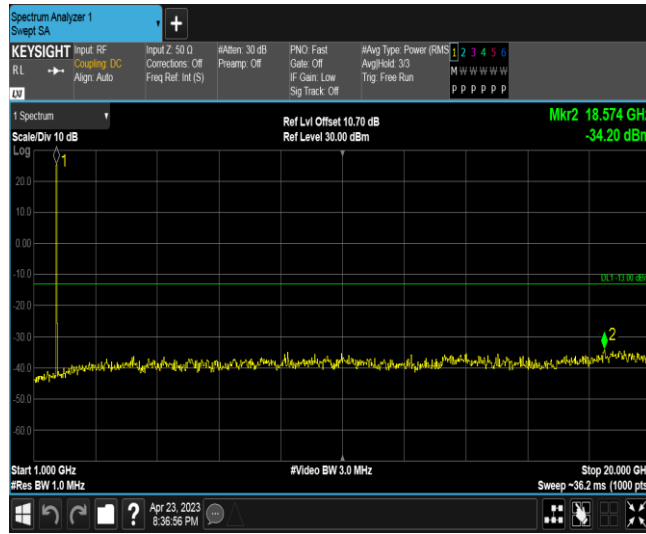 Spectrum Analyzer 1
Swept SA
+
KEYSIGHT
RL
LXI
Input: RF
Coupling: DC
Align: Auto
Input Z: 50 Ω
Corrections: Off
Freq Ref: Int (S)
#Atten: 30 dB
Preamp: Off
PNO: Fast
Gate: Off
IF Gain: Low
Sig Track: Off
#Avg Type: Power (RMS
Avg|Hold: 3/3
Trig: Free Run
1 2 3 4 5 6
M W W W W W
P P P P P P
1 Spectrum
Scale/Div 10 dB
Ref Lvl Offset 10.70 dB
Ref Level 30.00 dBm
Mkr2 18.574 GHz
-34.20 dBm
Log
1
20.0
10.0
0.00
-10.0
DL1 -13.00 dBm
-20.0
-30.0
2
-40.0
-50.0
-60.0
Start 1.000 GHz
#Res BW 1.0 MHz
#Video BW 3.0 MHz
Stop 20.000 GH
Sweep ~36.2 ms (1000 pts
?
Apr 23, 2023
8:36:56 PM